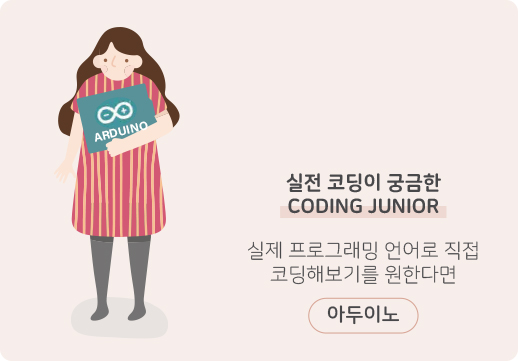 ARDUINO
실전 코딩이 궁금한
CODING JUNIOR
실제 프로그래밍 언어로 직접
코딩해보기를 원한다면
아두이노